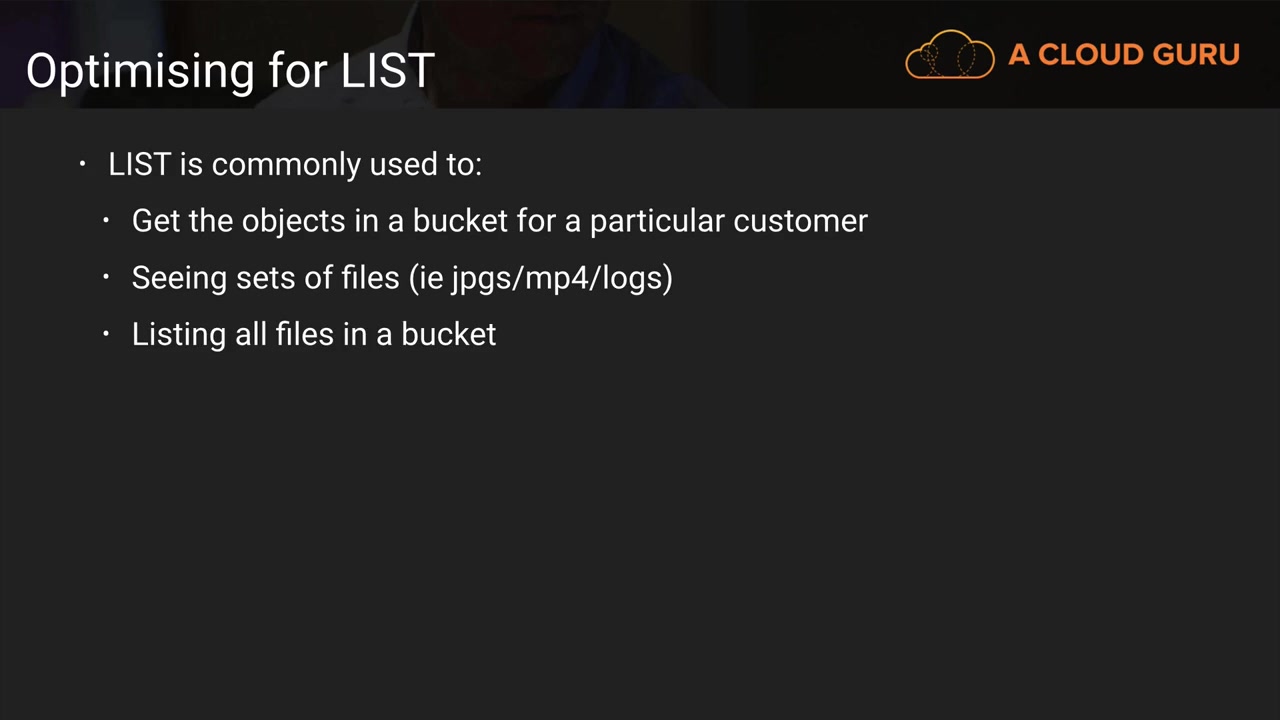 Optimising for LIST
A CLOUD GURU
• LIST is commonly used to:
• Get the objects in a bucket for a particular customer
• Seeing sets of files (ie jpgs/mp4/logs)
• Listing all files in a bucket